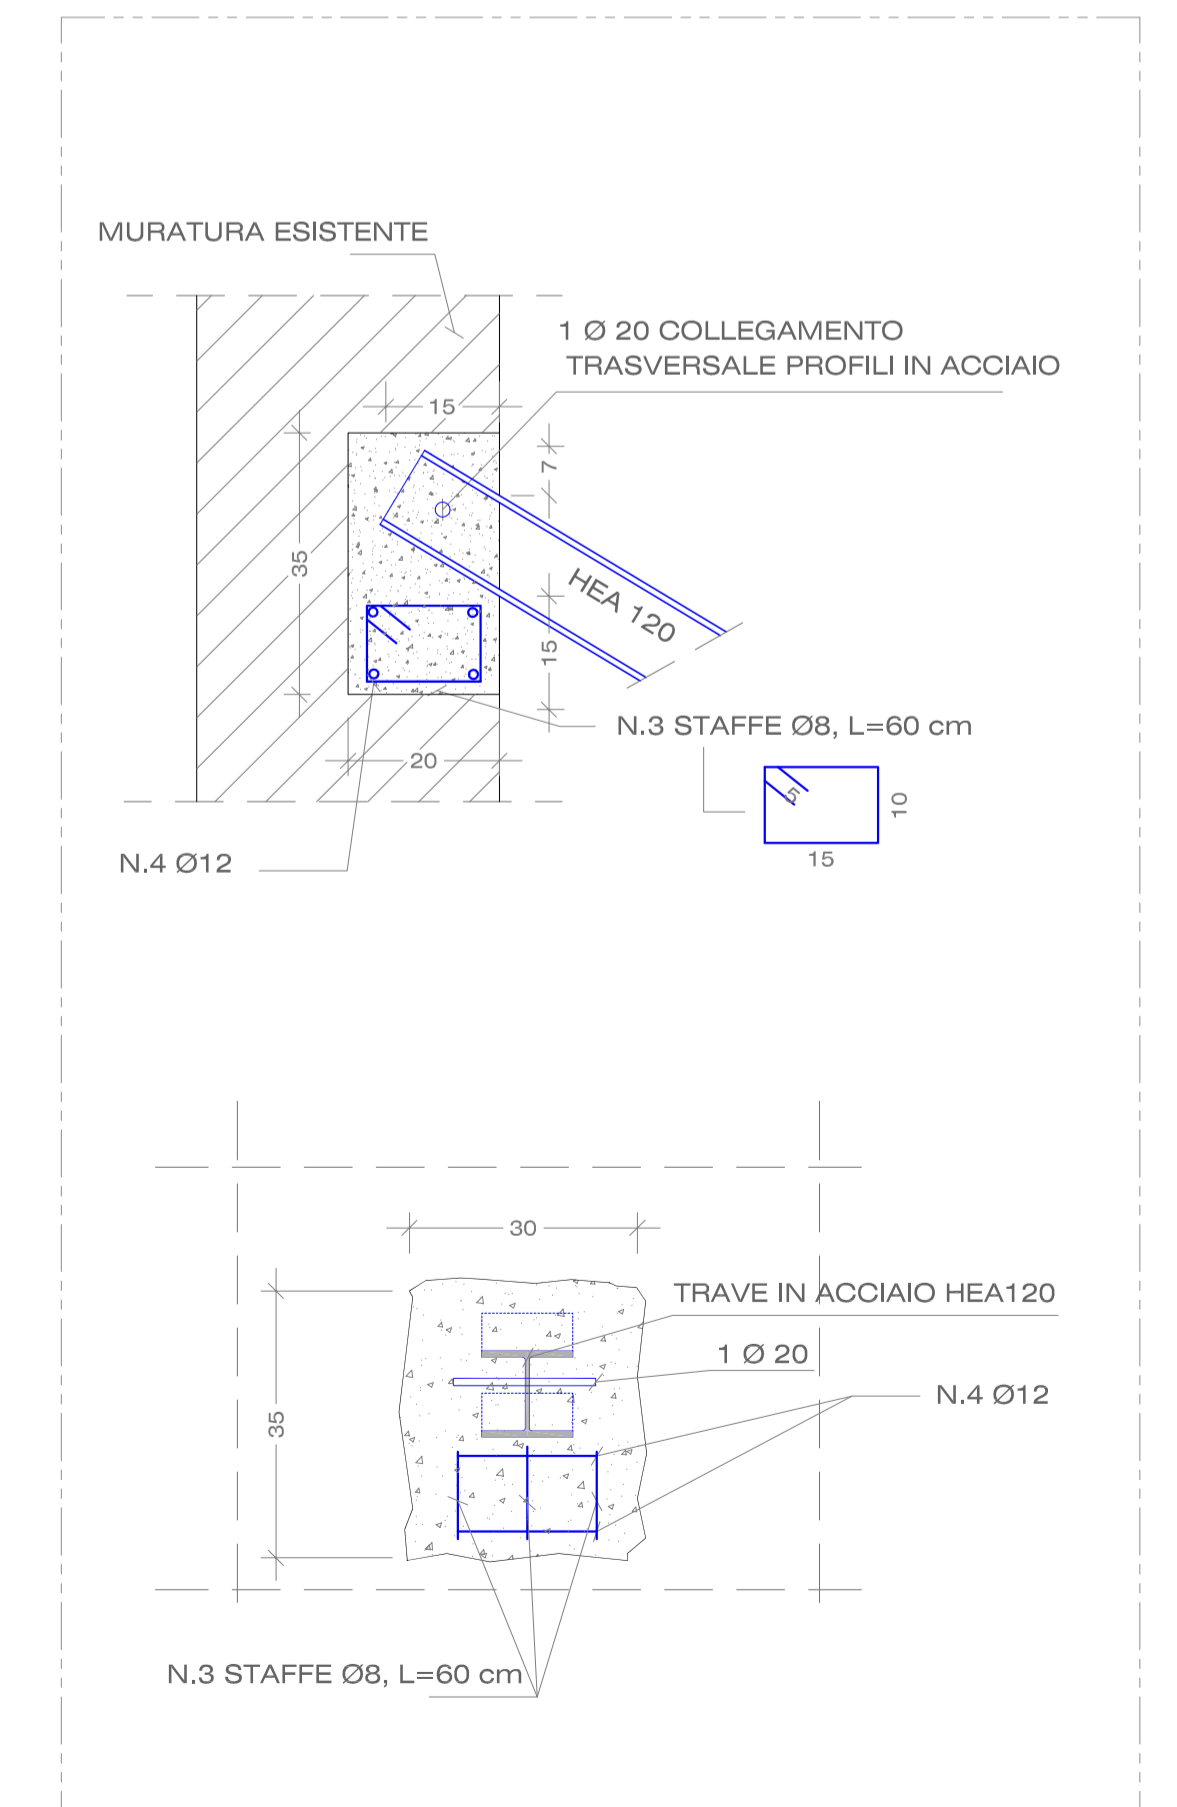 MURATURA ESISTENTE
1 Ø 20 COLLEGAMENTO
TRASVERSALE PROFILI IN ACCIAIO
15
7
35
HEA 120
15
N.3 STAFFE Ø8, L=60 cm
20
5
10
15
N.4 Ø12
30
TRAVE IN ACCIAIO HEA120
1 Ø 20
N.4 Ø12
35
N.3 STAFFE Ø8, L=60 cm